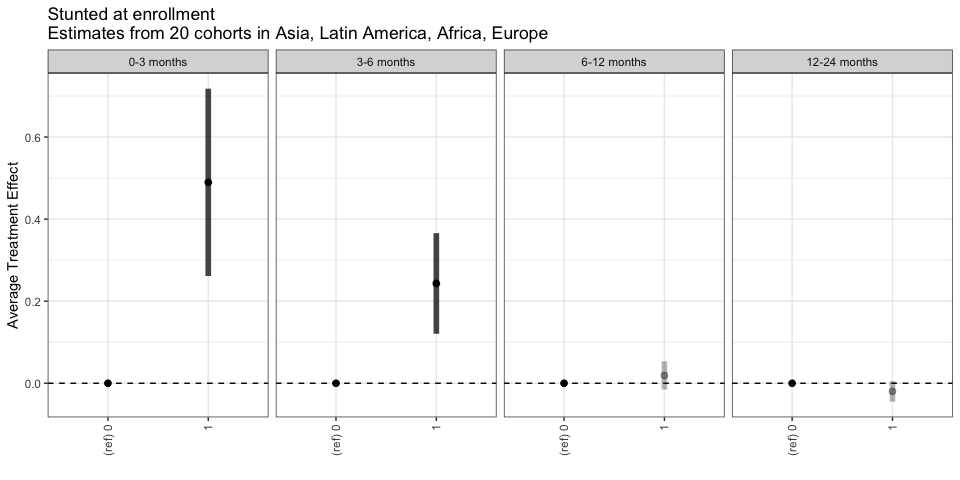 Stunted at enrollment
Estimates from 20 cohorts in Asia, Latin America, Africa, Europe
0-3 months
3-6 months
6-12 months
12-24 months
Average Treatment Effect
0.6
0.4
0.2
0.0
(ref) 0
1
(ref) 0
1
(ref) 0
1
(ref) 0
1